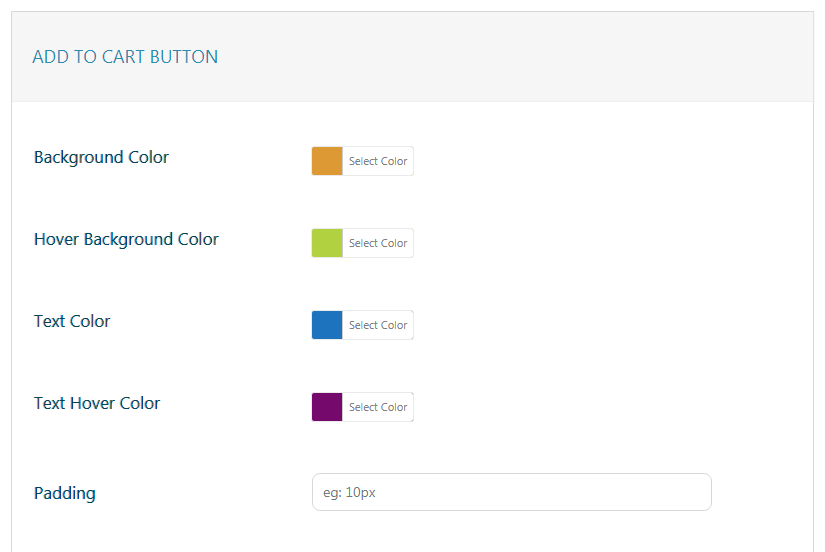 ADD TO CART BUTTON
Background Color Select Color
Hover Background Color Select Color
Text Color Select Color
Text Hover Color Select Color
Padding eg: 10px